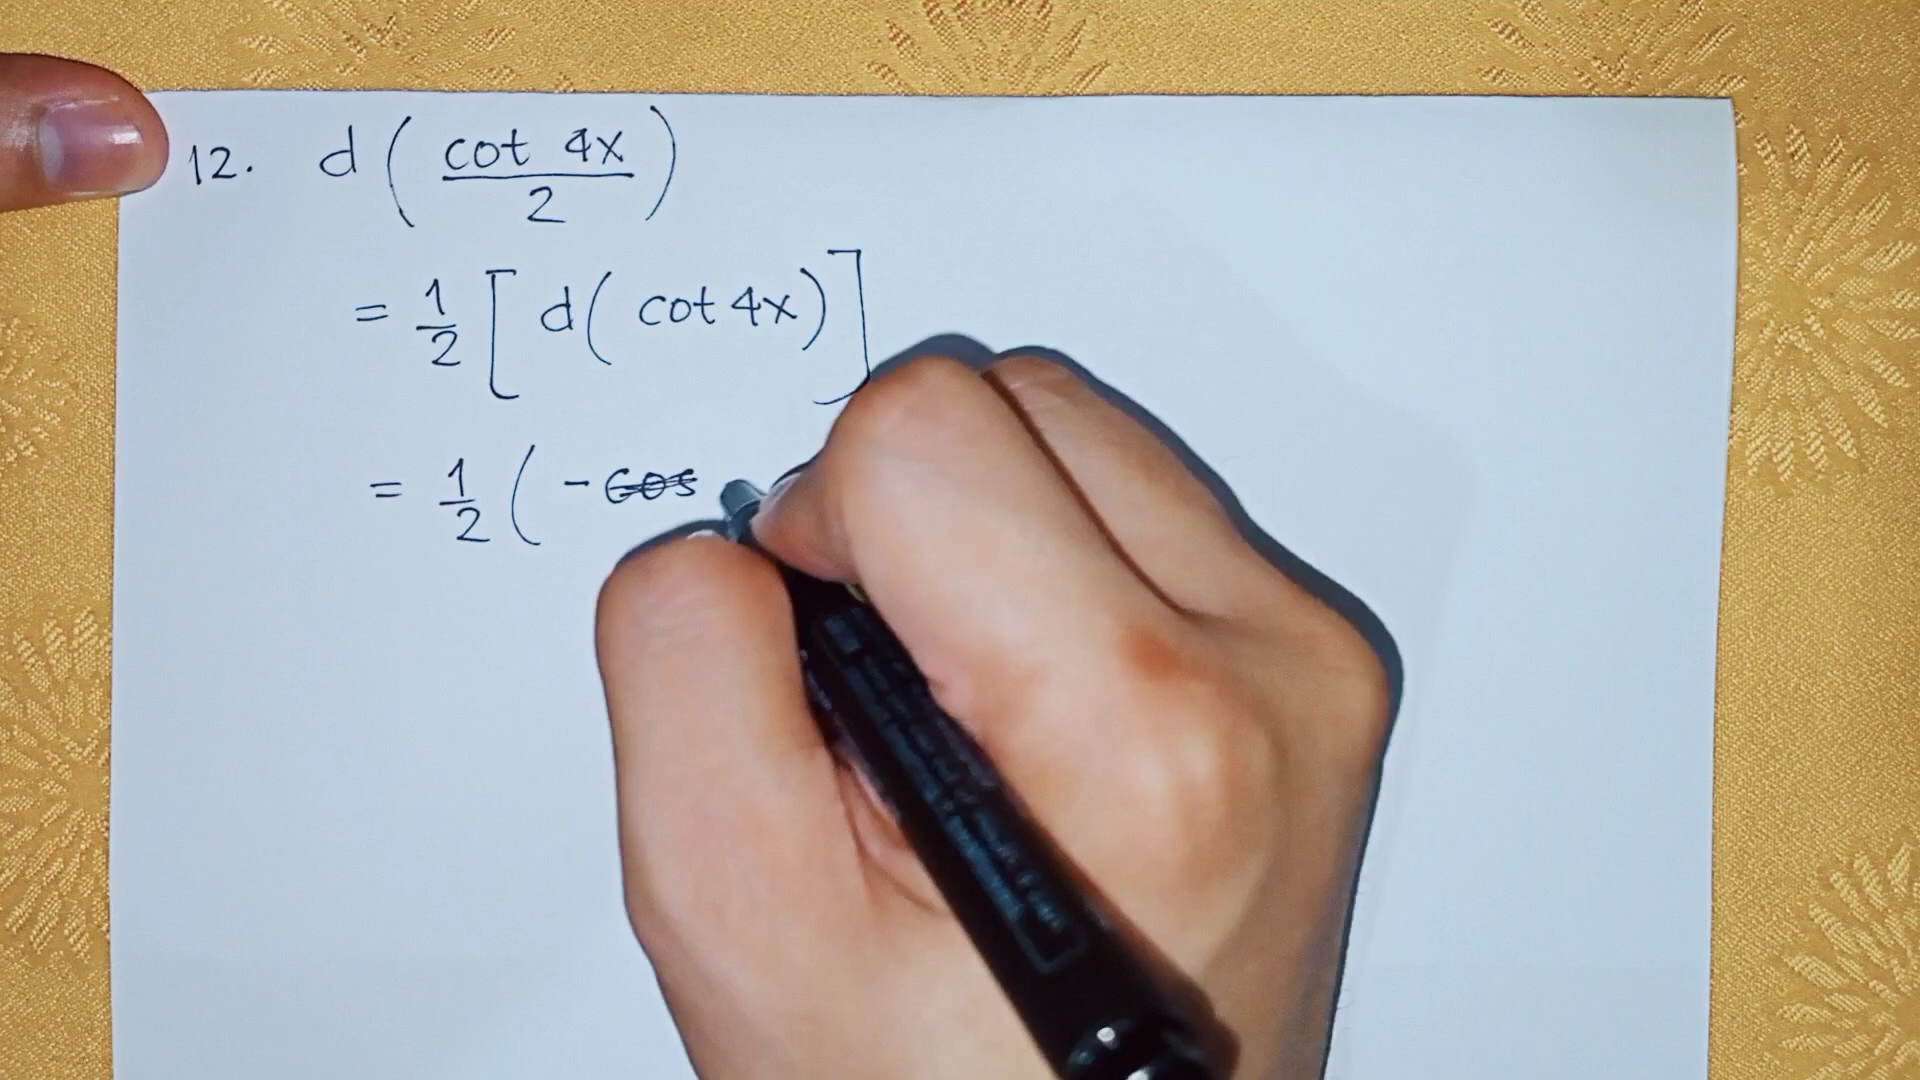 12. d ( cot 4x / 2 )
= 1/2 [ d ( cot 4x ) ]
= 1/2 ( - cos